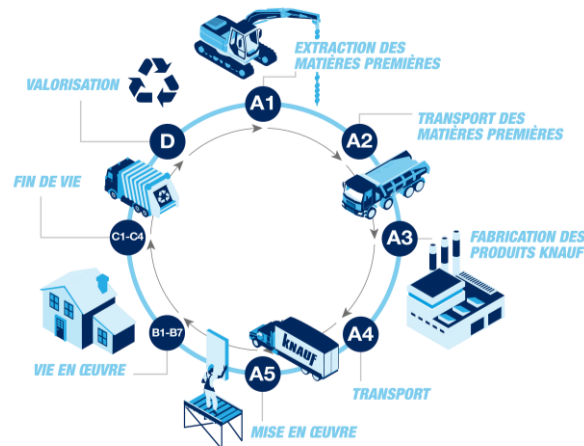 EXTRACTION DES
MATIÈRES PREMIÈRES
A1
A2
TRANSPORT DES
MATIÈRES PREMIÈRES
A3
FABRICATION DES
PRODUITS KNAUF
A4
TRANSPORT
KNAUF
A5
MISE EN ŒUVRE
B1-B7
VIE EN ŒUVRE
C1-C4
FIN DE VIE
D
VALORISATION